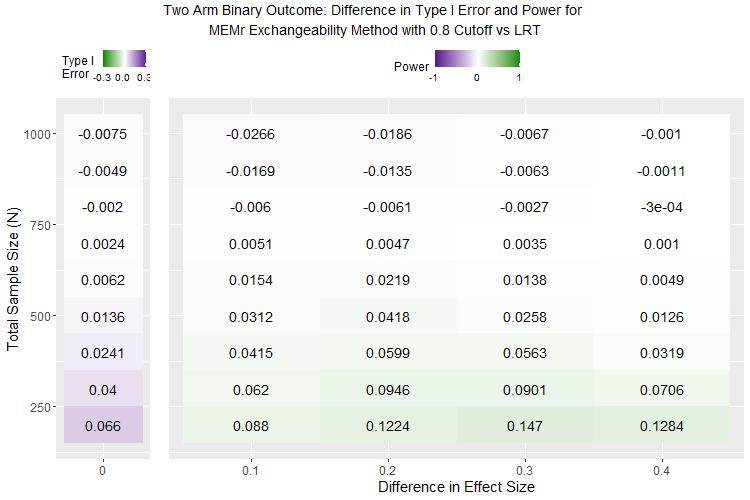 Two Arm Binary Outcome: Difference in Type I Error and Power for
MEMr Exchangeability Method with 0.8 Cutoff vs LRT
Type I
Error
-0.3 0.0 0.3
Power
-1 0 1
Total Sample Size (N)
1000 -0.0075 -0.0266 -0.0186 -0.0067 -0.001
-0.0049 -0.0169 -0.0135 -0.0063 -0.0011
-0.002 -0.006 -0.0061 -0.0027 -3e-04
750
0.0024 0.0051 0.0047 0.0035 0.001
0.0062 0.0154 0.0219 0.0138 0.0049
500 0.0136 0.0312 0.0418 0.0258 0.0126
0.0241 0.0415 0.0599 0.0563 0.0319
0.04 0.062 0.0946 0.0901 0.0706
250
0.066 0.088 0.1224 0.147 0.1284
0 0.1 0.2 0.3 0.4
Difference in Effect Size